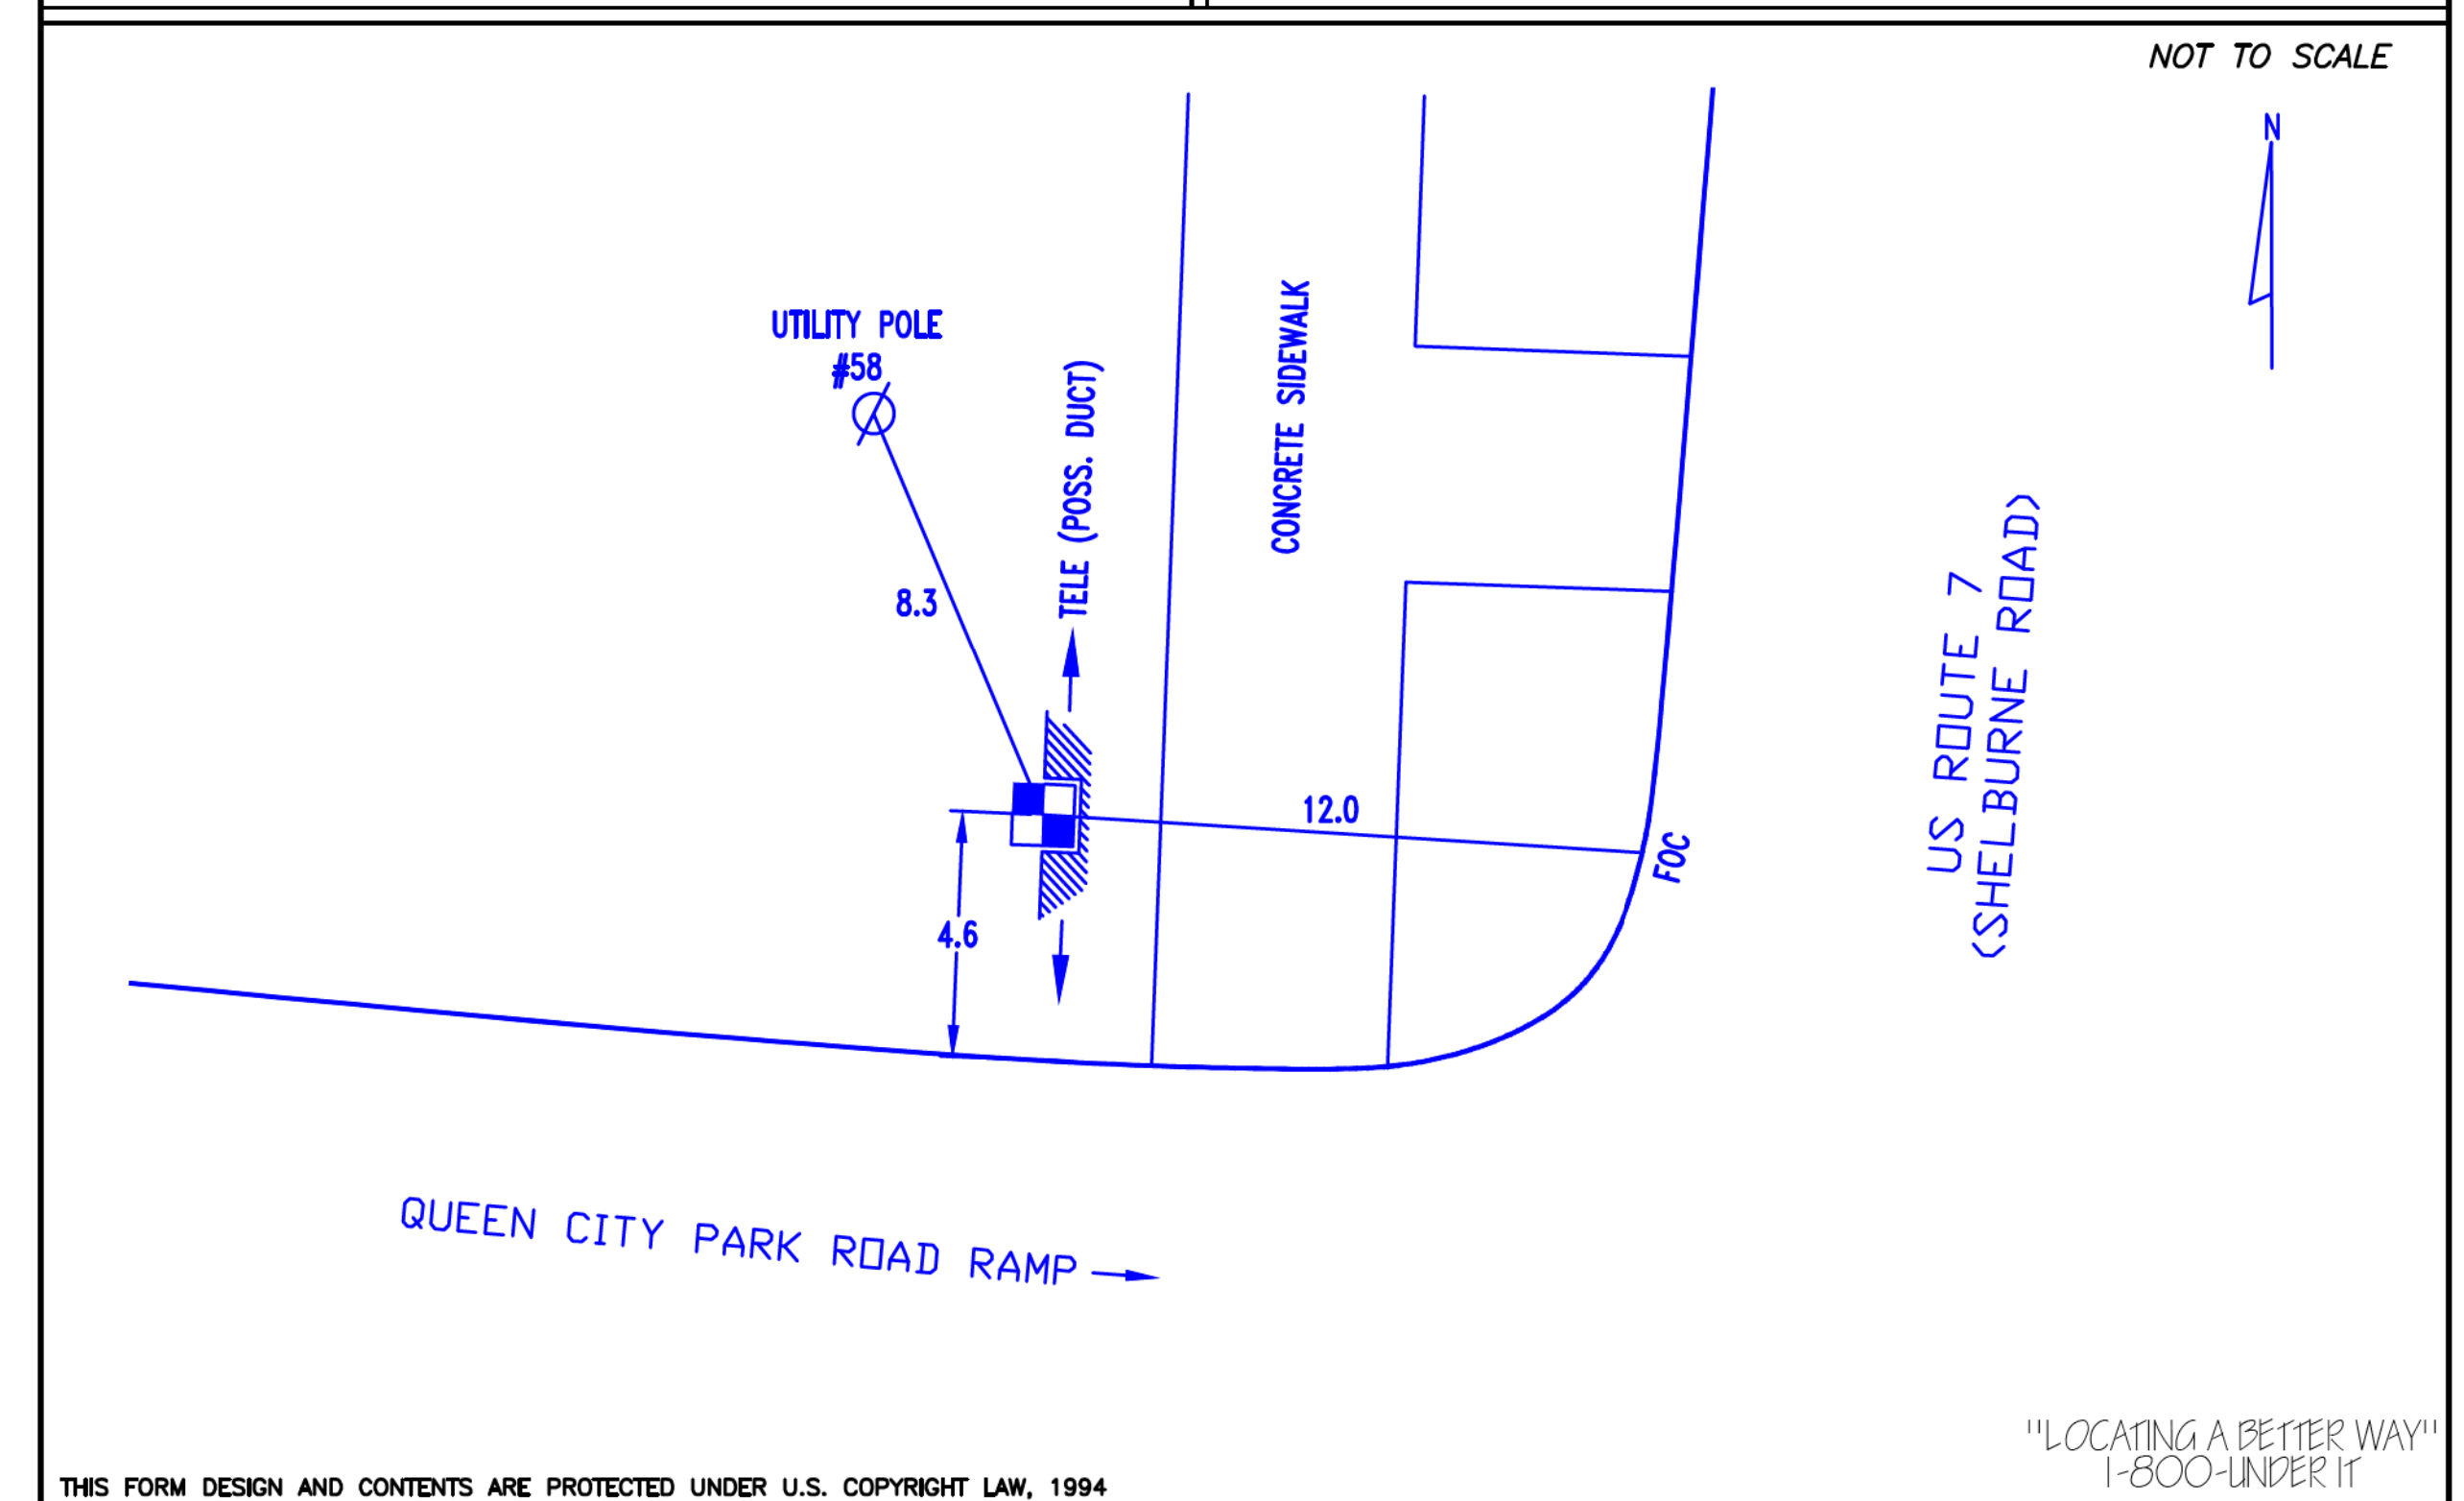 NOT TO SCALE
N
UTILITY POLE
#58
TELE (POSS. DUCT)
CONCRETE SIDEWALK
8.3
12.0
FOC
4.6
US ROUTE 7
(SHELBURNE ROAD)
QUEEN CITY PARK ROAD RAMP
"LOCATING A BETTER WAY"
1-800-UNDER IT
THIS FORM DESIGN AND CONTENTS ARE PROTECTED UNDER U.S. COPYRIGHT LAW, 1994